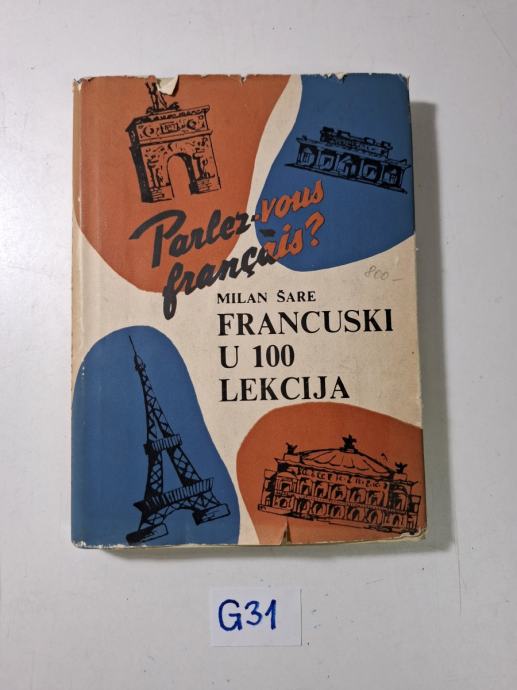 Parlez-vous
français?
800-
MILAN ŠARE
FRANCUSKI
U 100
LEKCIJA
G31